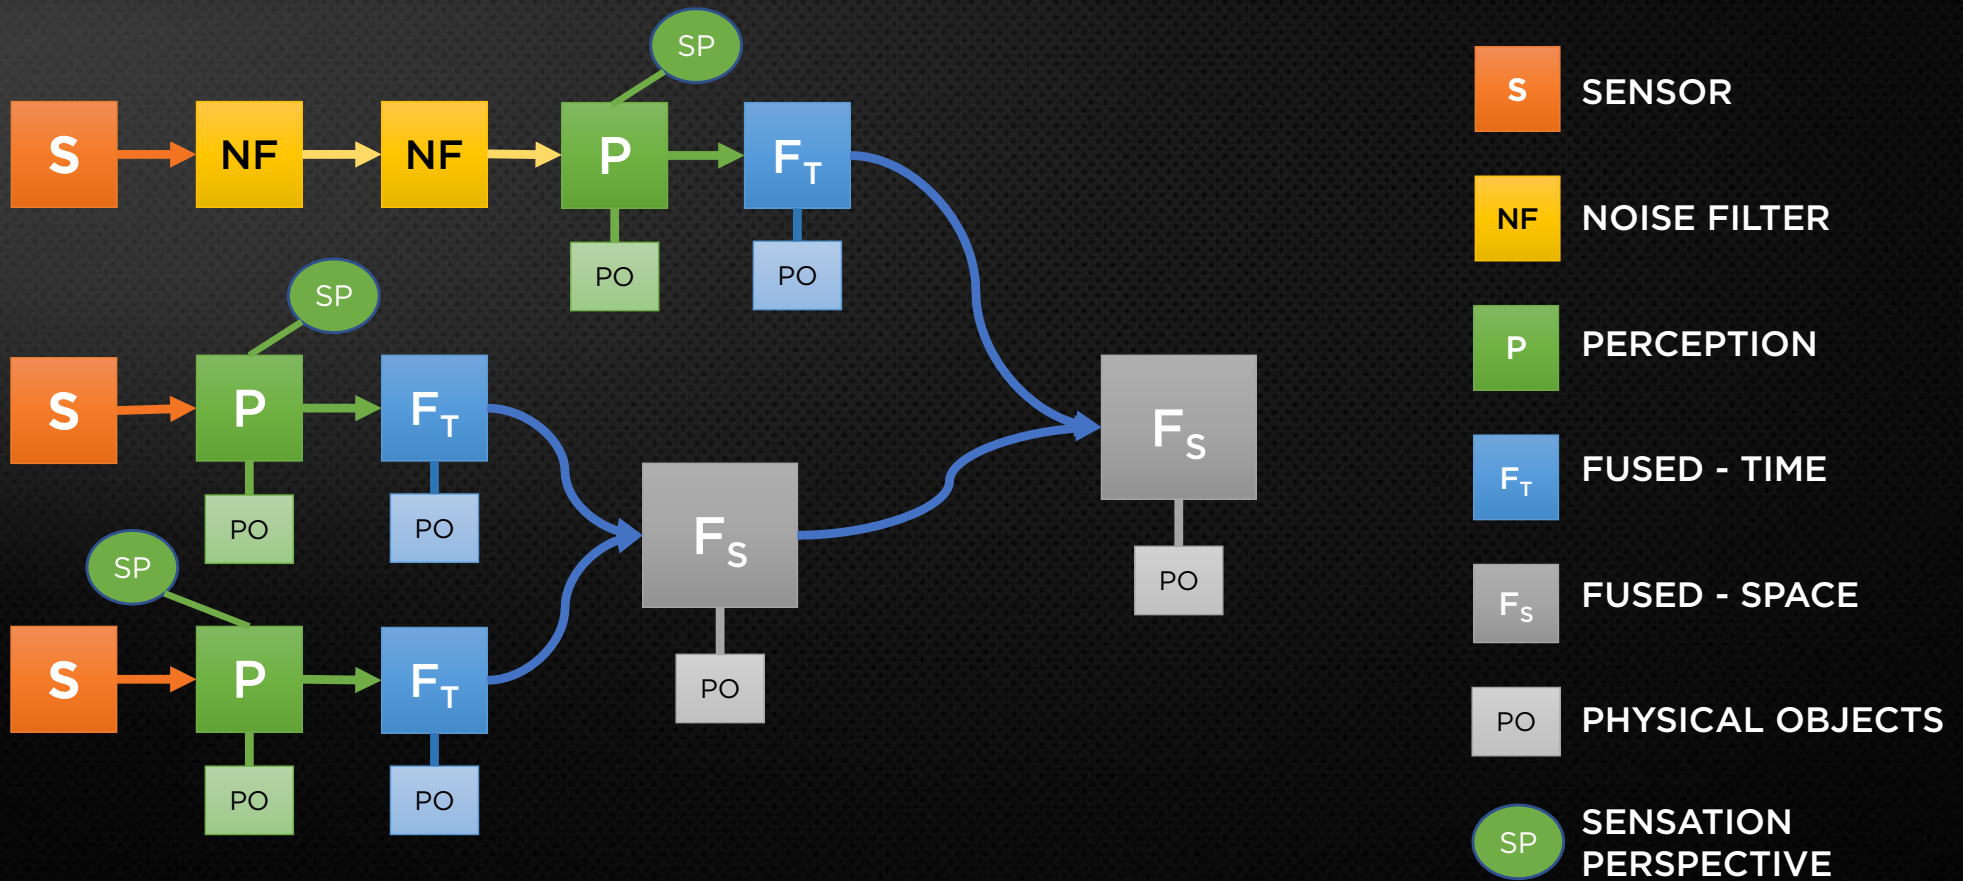 SP
S
NF
NF
P
FT
PO
PO
SP
S
P
FT
PO
PO
FS
PO
FS
PO
SP
S
P
FT
PO
PO
S SENSOR
NF NOISE FILTER
P PERCEPTION
FT FUSED - TIME
FS FUSED - SPACE
PO PHYSICAL OBJECTS
SP SENSATION
PERSPECTIVE